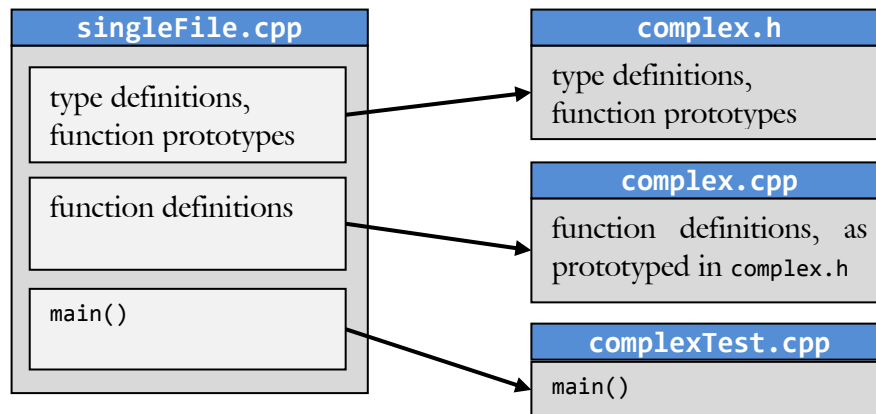 singleFile.cpp
type definitions,
function prototypes
function definitions
main()
complex.h
type definitions,
function prototypes
complex.cpp
function definitions, as
prototyped in complex.h
complexTest.cpp
main()